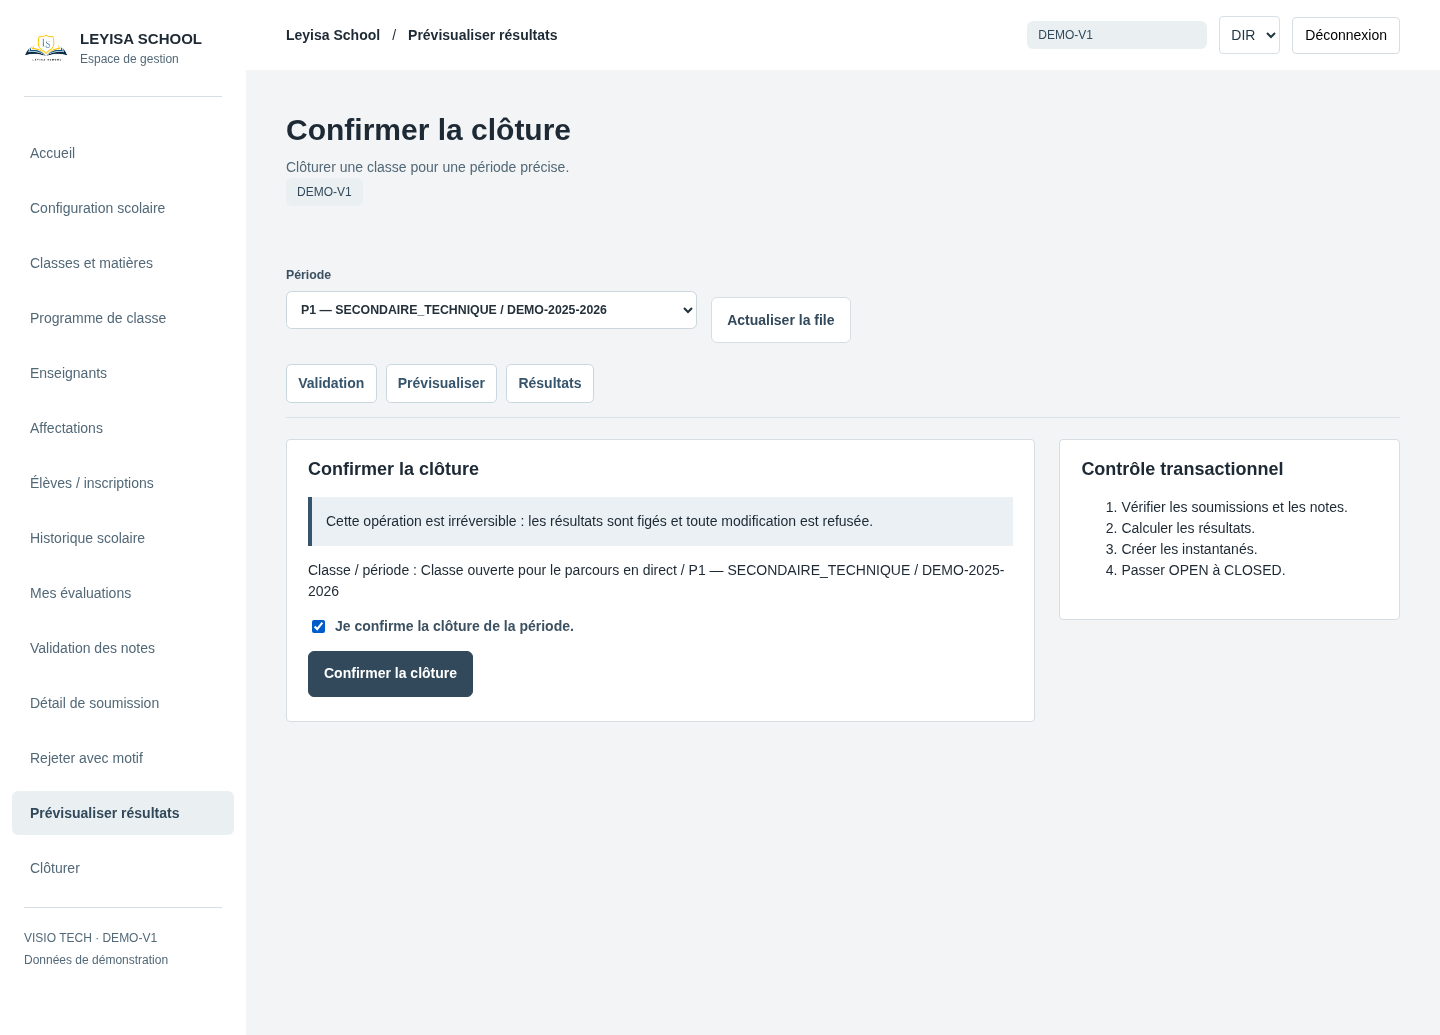 LEYISA SCHOOL
Espace de gestion
Accueil
Configuration scolaire
Classes et matières
Programme de classe
Enseignants
Affectations
Élèves / inscriptions
Historique scolaire
Mes évaluations
Validation des notes
Détail de soumission
Rejeter avec motif
Prévisualiser résultats
Clôturer
VISIO TECH · DEMO-V1
Données de démonstration
Leyisa School / Prévisualiser résultats
DEMO-V1
DIR
Déconnexion
Confirmer la clôture
Clôturer une classe pour une période précise.
DEMO-V1
Période
P1 — SECONDAIRE_TECHNIQUE / DEMO-2025-2026
Actualiser la file
Validation
Prévisualiser
Résultats
Confirmer la clôture
Cette opération est irréversible : les résultats sont figés et toute modification est refusée.
Classe / période : Classe ouverte pour le parcours en direct / P1 — SECONDAIRE_TECHNIQUE / DEMO-2025-
2026
Je confirme la clôture de la période.
Confirmer la clôture
Contrôle transactionnel
1. Vérifier les soumissions et les notes.
2. Calculer les résultats.
3. Créer les instantanés.
4. Passer OPEN à CLOSED.